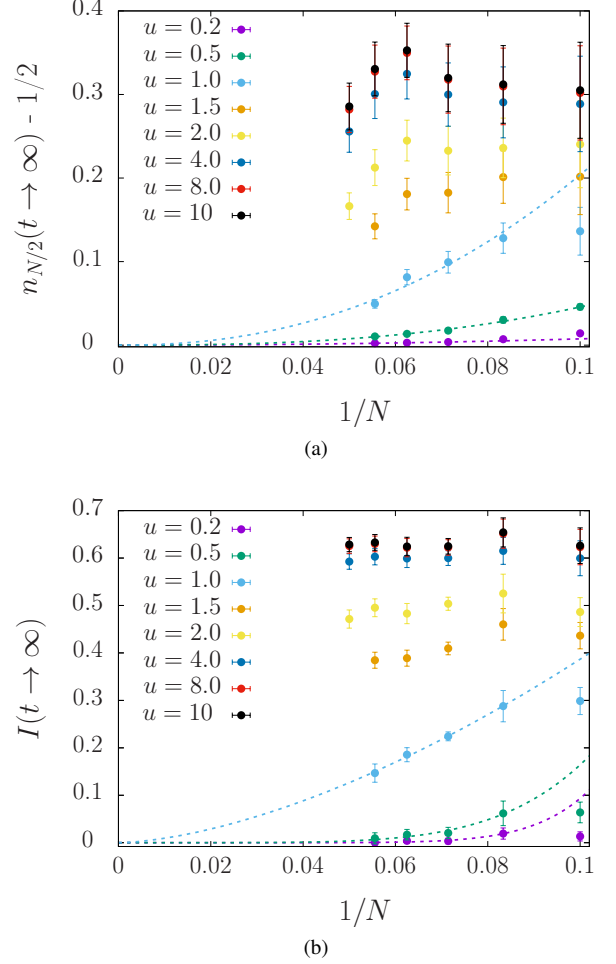 0.4
0.3
0.2
0.1
0
n_{N/2}(t → ∞) - 1/2
u = 0.2
u = 0.5
u = 1.0
u = 1.5
u = 2.0
u = 4.0
u = 8.0
u = 10
0 0.02 0.04 0.06 0.08 0.1
1/N
(a)
0.7
0.6
0.5
0.4
0.3
0.2
0.1
0
I(t → ∞)
u = 0.2
u = 0.5
u = 1.0
u = 1.5
u = 2.0
u = 4.0
u = 8.0
u = 10
0 0.02 0.04 0.06 0.08 0.1
1/N
(b)